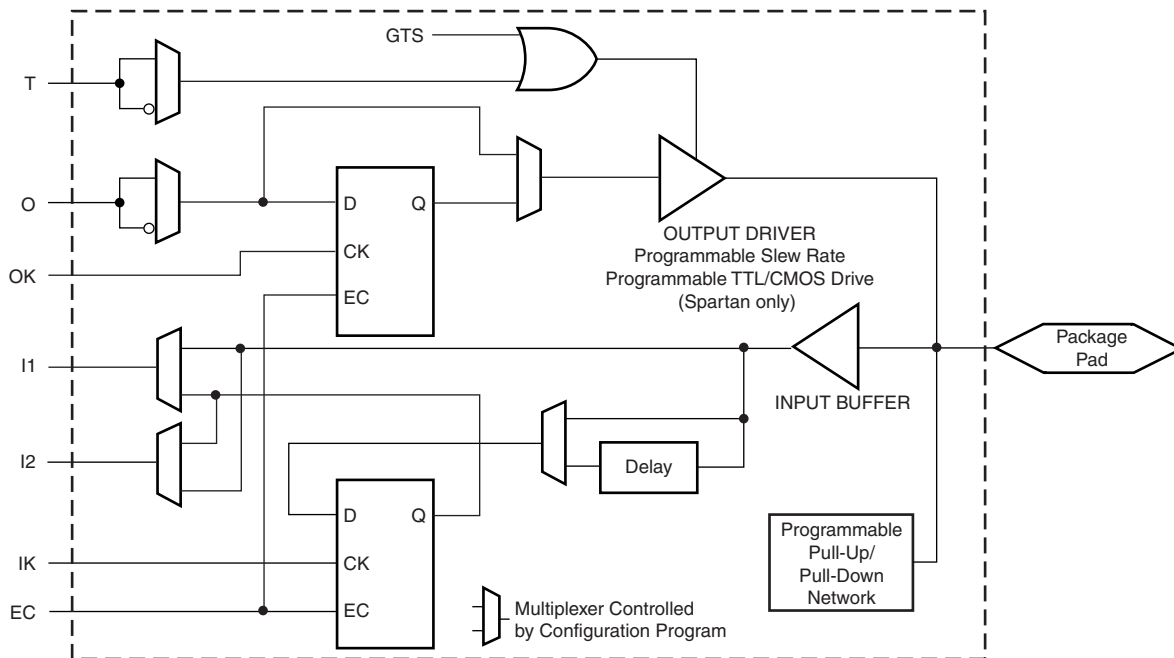 GTS
T
O
D
Q
CK
EC
OK
OUTPUT DRIVER
Programmable Slew Rate
Programmable TTL/CMOS Drive
(Spartan only)
I1
Package
Pad
INPUT BUFFER
I2
Delay
D
Q
CK
EC
IK
EC
Programmable
Pull-Up/
Pull-Down
Network
Multiplexer Controlled
by Configuration Program